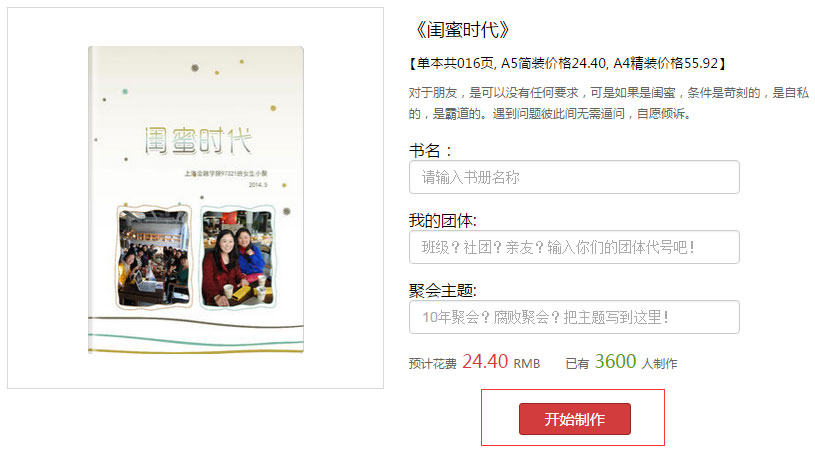 闺蜜时代
上海金融学院97321班女生小聚
2014.5
《闺蜜时代》
【单本共016页, A5简装价格24.40, A4精装价格55.92】
对于朋友，是可以没有任何要求，可是如果是闺蜜，条件是苛刻的，是自私
的，是霸道的。遇到问题彼此间无需逼问，自愿倾诉。
书名：
请输入书册名称
我的团体:
班级？社团？亲友？输入你们的团体代号吧！
聚会主题:
10年聚会？腐败聚会？把主题写到这里！
预计花费 24.40 RMB 已有 3600 人制作
开始制作